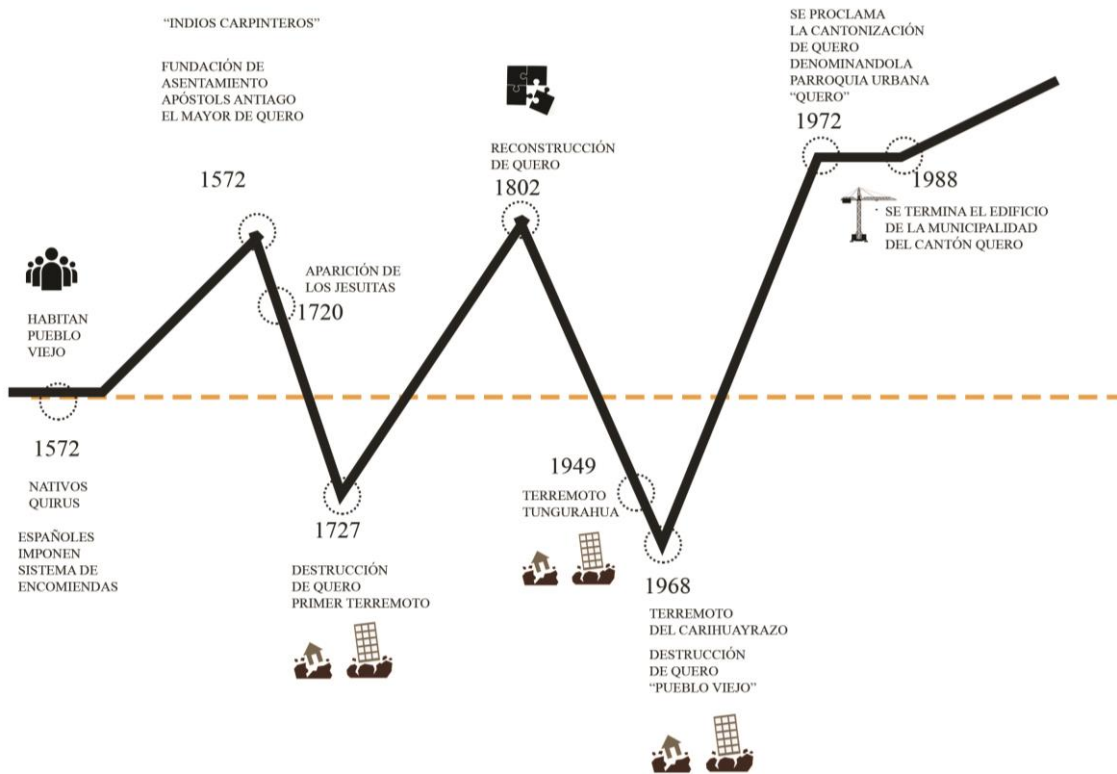 "INDIOS CARPINTEROS"
FUNDACIÓN DE
ASENTAMIENTO
APÓSTOLS ANTIAGO
EL MAYOR DE QUERO
1572
HABITAN
PUEBLO
VIEJO
1572
NATIVOS
QUIRUS
ESPAÑOLES
IMPONEN
SISTEMA DE
ENCOMIENDAS
APARICIÓN DE
LOS JESUITAS
1720
1727
DESTRUCCIÓN
DE QUERO
PRIMER TERREMOTO
RECONSTRUCCIÓN
DE QUERO
1802
1949
TERREMOTO
TUNGURAHUA
1968
TERREMOTO
DEL CARIHUAYRAZO
DESTRUCCIÓN
DE QUERO
"PUEBLO VIEJO"
SE PROCLAMA
LA CANTONIZACIÓN
DE QUERO
DENOMINANDOLA
PARROQUIA URBANA
"QUERO"
1972
1988
- SE TERMINA EL EDIFICIO
DE LA MUNICIPALIDAD
DEL CANTÓN QUERO